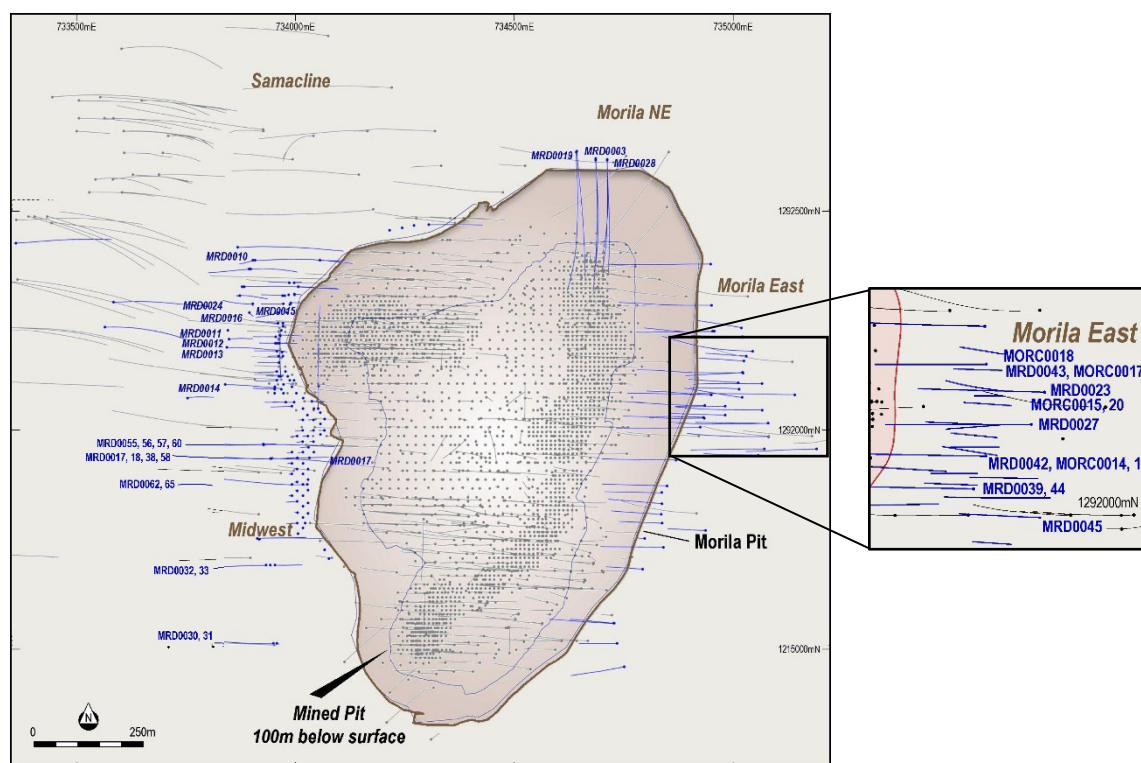 733500mE
734000mE
734500mE
735000mE
Samacline
Morila NE
MRD0019
MRD0003
MRD0028
1292500mN
MRD0010
Morila East
MRD0024
MRD0045
MRD0016
MRD0011
MRD0012
MRD0013
MRD0014
1292000mN
MRD0055, 56, 57, 60
MRD0017, 18, 38, 58
MRD0017
MRD0062, 65
Midwest
Morila Pit
MRD0032, 33
MRD0030, 31
1215000mN
Mined Pit
100m below surface
N
0
250m
Morila East
MORC0018
MRD0043, MORC0017
MRD0023
MORC0015, 20
MRD0027
MRD0042, MORC0014, 1
MRD0039, 44
1292000mN
MRD0045